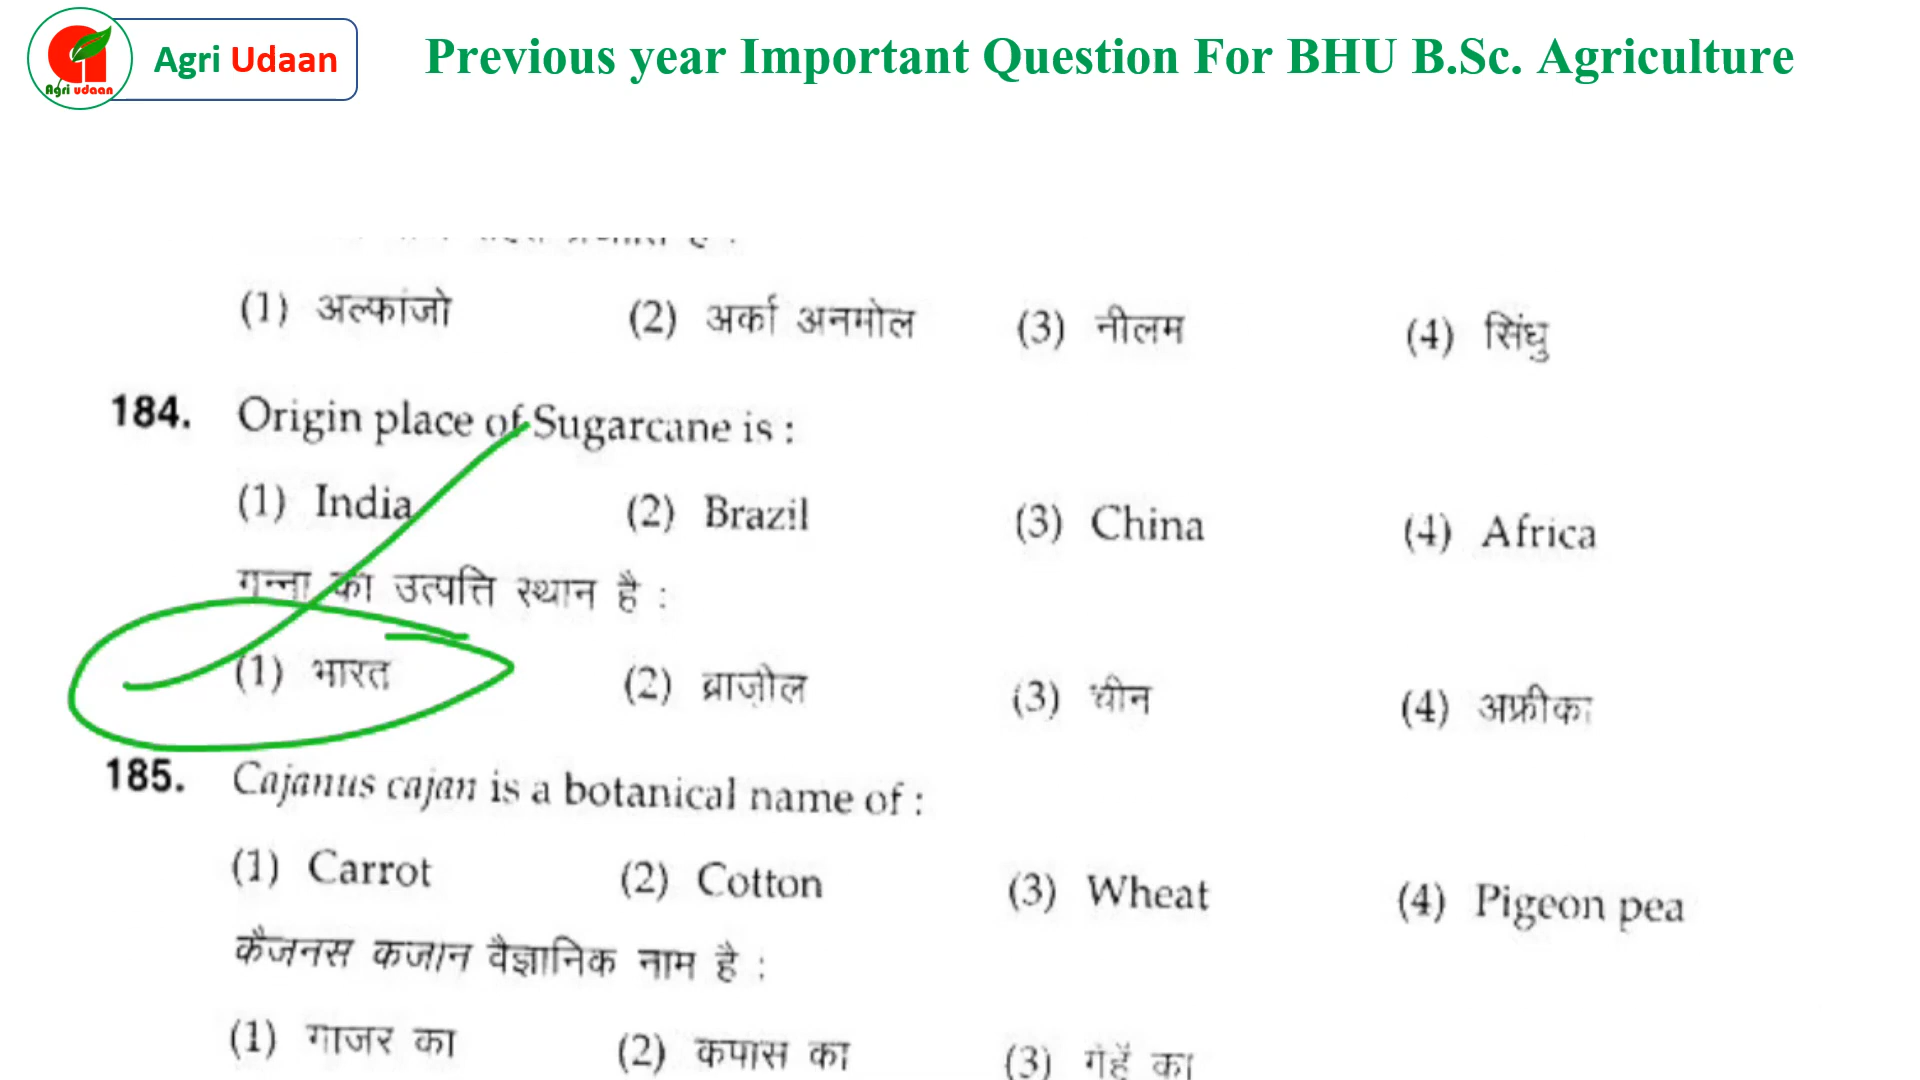 Agri udaan
Agri Udaan
Previous year Important Question For BHU B.Sc. Agriculture
(1) अल्फांजो (2) अर्का अनमोल (3) नीलम (4) सिंधु
184. Origin place of Sugarcane is :
(1) India (2) Brazil (3) China (4) Africa
गन्ना का उत्पत्ति स्थान है :
(1) भारत (2) ब्राज़ील (3) चीन (4) अफ्रीका
185. Cajanus cajan is a botanical name of :
(1) Carrot (2) Cotton (3) Wheat (4) Pigeon pea
कैजनस कजान वैज्ञानिक नाम है :
(1) गाजर का (2) कपास का (3) गेहूँ का